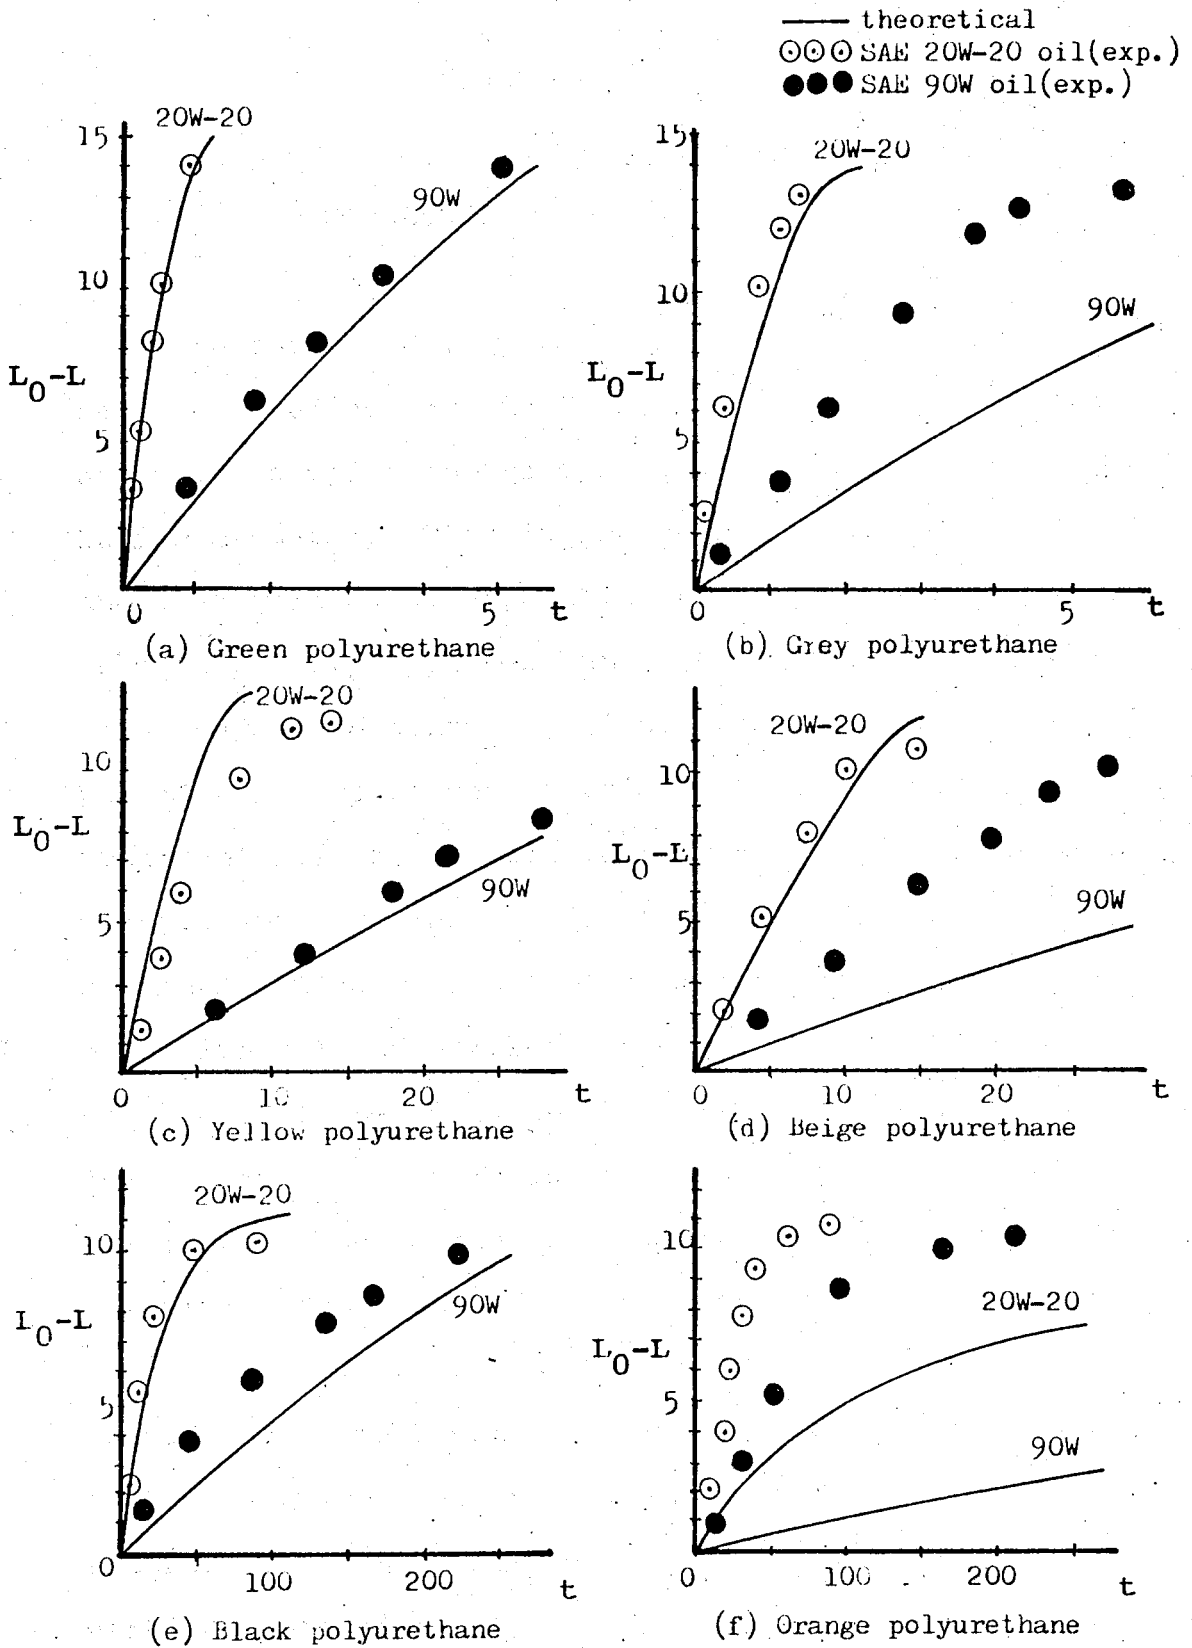 theoretical
SAE 20W-20 oil(exp.)
SAE 90W oil(exp.)
20W-20
90W
15
10
5
L0-L
0 5 t
(a) Green polyurethane
20W-20
90W
15
10
5
L0-L
0 5 t
(b) Grey polyurethane
20W-20
90W
10
5
L0-L
0 10 20 t
(c) Yellow polyurethane
20W-20
90W
10
5
L0-L
0 10 20 t
(d) Beige polyurethane
20W-20
90W
10
5
0
L0-L
100 200 t
(e) Black polyurethane
20W-20
90W
10
5
L0-L
0 100 200 t
(f) Orange polyurethane